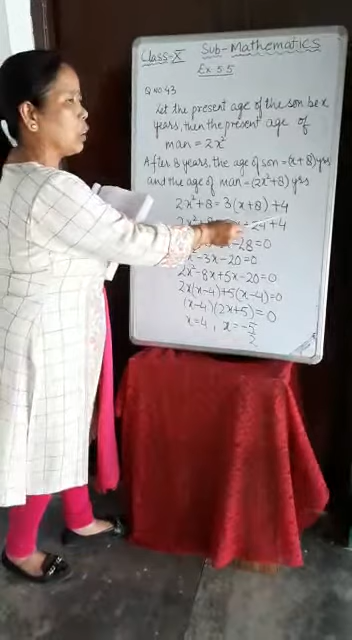 Class-X Sub-Mathematics
Ex 5.5
Q NO 43
Let the present age of the son be x
years, then the present age of
man = 2x²
After 8 years, the age of son = (x+8) yrs
and the age of man = (2x²+8) yrs
2x²+8 = 3(x+8)+4
2x²+8 = 24+4
-28=0
-3x-20=0
2x²-8x+5x-20=0
2x(x-4)+5(x-4)=0
(x-4)(2x+5)=0
x=4, x=-5/2